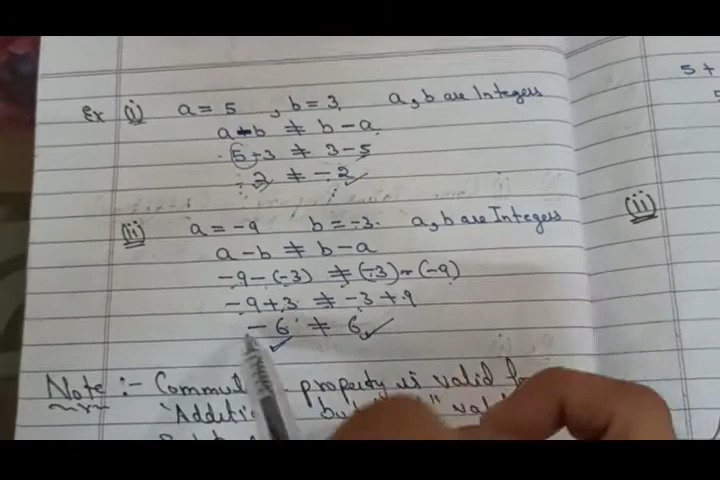 Ex (i) a = 5 , b = 3. a, b are Integers
a - b ≠ b - a
5 - 3 ≠ 3 - 5
2 ≠ - 2
(ii) a = -9 b = -3. a, b are Integers
a - b ≠ b - a
-9 - (-3) ≠ (-3) - (-9)
-9 + 3 ≠ -3 + 9
- 6 ≠ 6
Note :- property is valid
but
5 +
(ii)